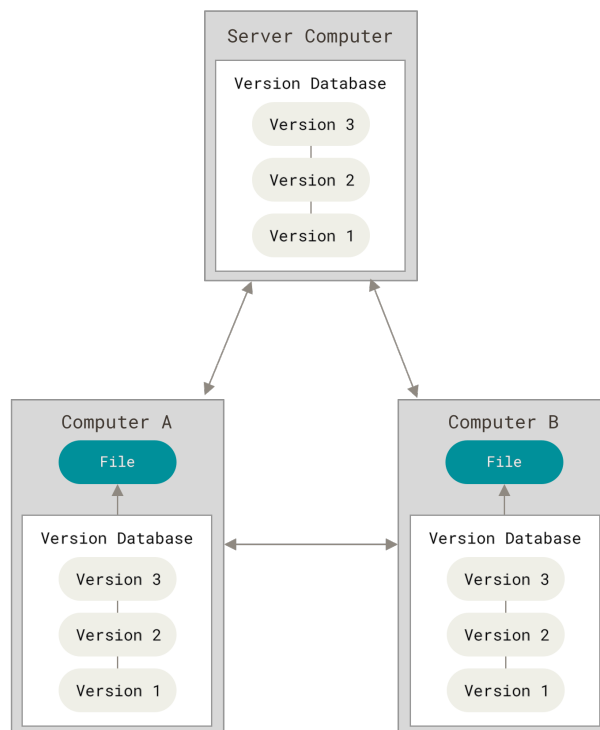 Server Computer
Version Database
Version 3
Version 2
Version 1
Computer A
File
Version Database
Version 3
Version 2
Version 1
Computer B
File
Version Database
Version 3
Version 2
Version 1